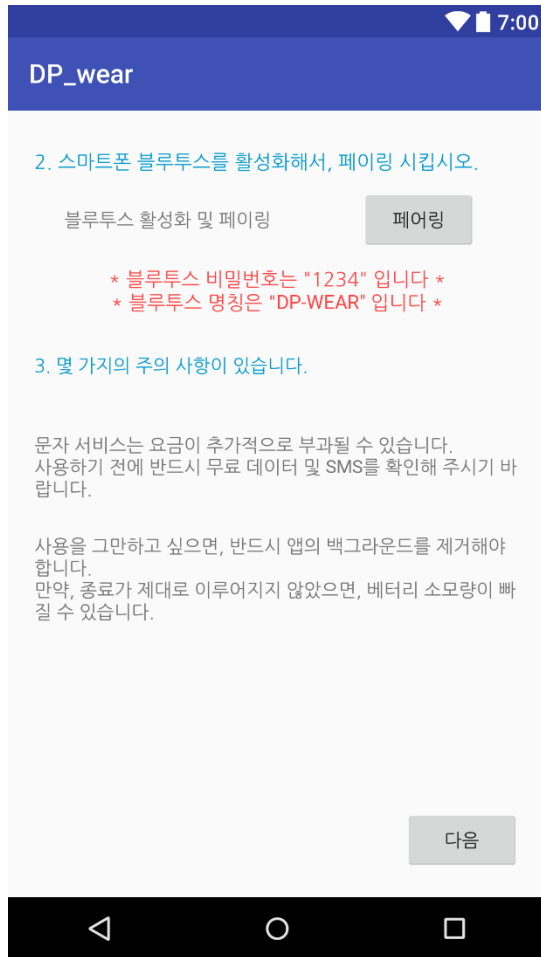 7:00
DP_wear
2. 스마트폰 블루투스를 활성화해서, 페이링 시킵시오.
블루투스 활성화 및 페이링
페어링
* 블루투스 비밀번호는 "1234" 입니다 *
* 블루투스 명칭은 "DP-WEAR" 입니다 *
3. 몇 가지의 주의 사항이 있습니다.
문자 서비스는 요금이 추가적으로 부과될 수 있습니다.
사용하기 전에 반드시 무료 데이터 및 SMS를 확인해 주시기 바
랍니다.
사용을 그만하고 싶으면, 반드시 앱의 백그라운드를 제거해야
합니다.
만약, 종료가 제대로 이루어지지 않았으면, 베터리 소모량이 빠
질 수 있습니다.
다음